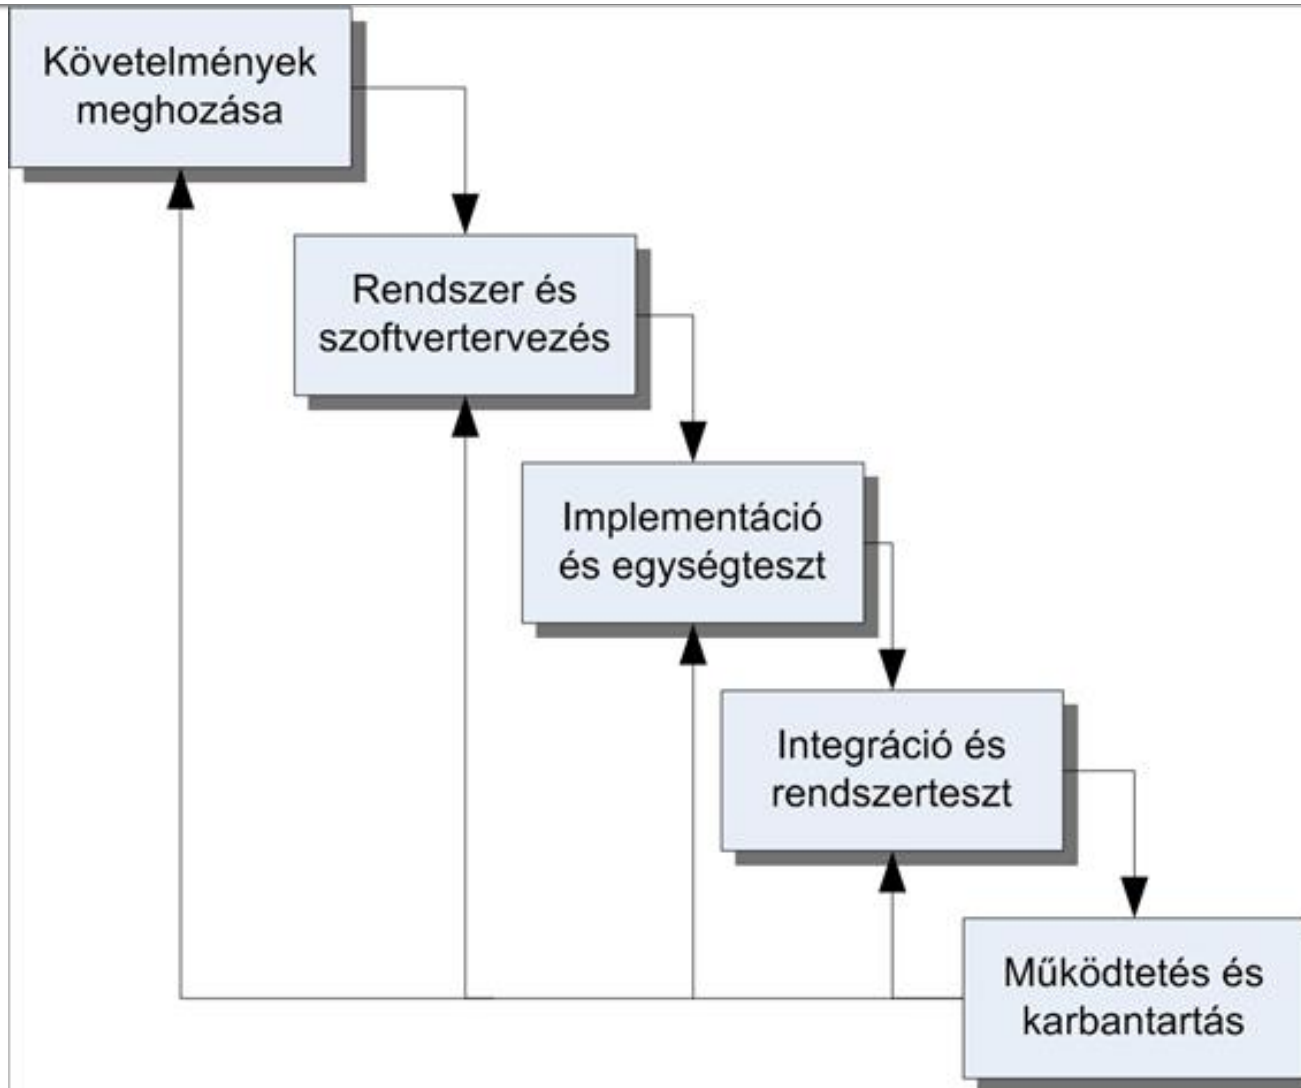 Követelmények
meghozása
Rendszer és
szoftvertervezés
Implementáció
és egységteszt
Integráció és
rendszerteszt
Működtetés és
karbantartás